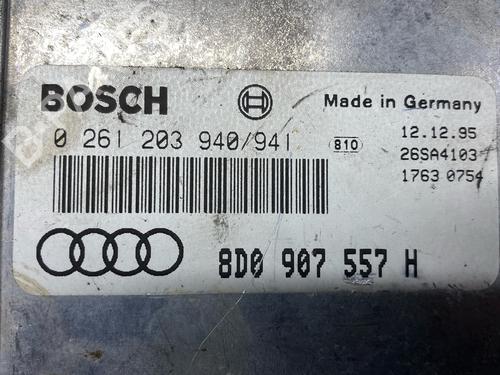 BOSCH
Made in Germany
0 261 203 940/941
810
12.12.95
26SA4103
1763 0754
8D0 907 557 H